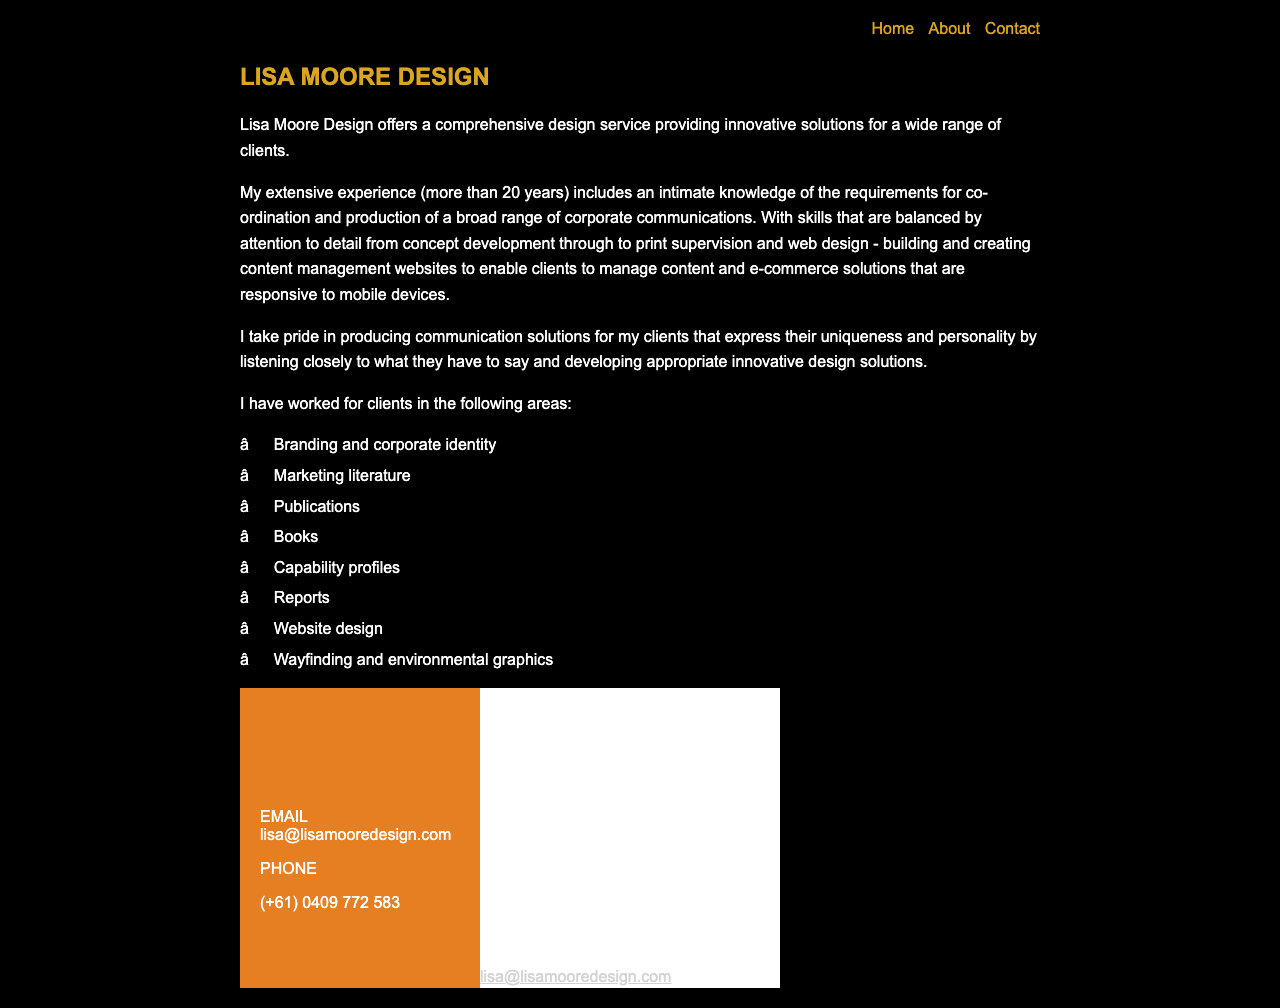 Home About Contact
LISA MOORE DESIGN
Lisa Moore Design offers a comprehensive design service providing innovative solutions for a wide range of
clients.
My extensive experience (more than 20 years) includes an intimate knowledge of the requirements for co-
ordination and production of a broad range of corporate communications. With skills that are balanced by
attention to detail from concept development through to print supervision and web design - building and creating
content management websites to enable clients to manage content and e-commerce solutions that are
responsive to mobile devices.
I take pride in producing communication solutions for my clients that express their uniqueness and personality by
listening closely to what they have to say and developing appropriate innovative design solutions.
I have worked for clients in the following areas:
â Branding and corporate identity
â Marketing literature
â Publications
â Books
â Capability profiles
â Reports
â Website design
â Wayfinding and environmental graphics
EMAIL
lisa@lisamooredesign.com
PHONE
(+61) 0409 772 583
lisa@lisamooredesign.com